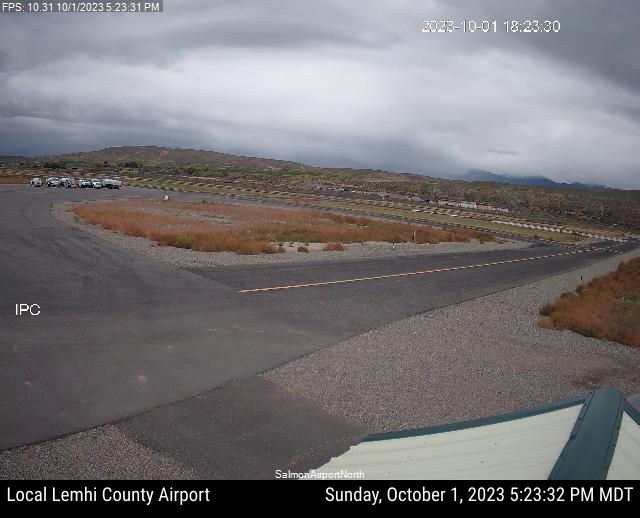 FPS: 10.31 10/1/2023 5:23:31 PM
2023-10-01 18:23:30
IPC
SalmonAirportNorth
Local Lemhi County Airport
Sunday, October 1, 2023 5:23:32 PM MDT